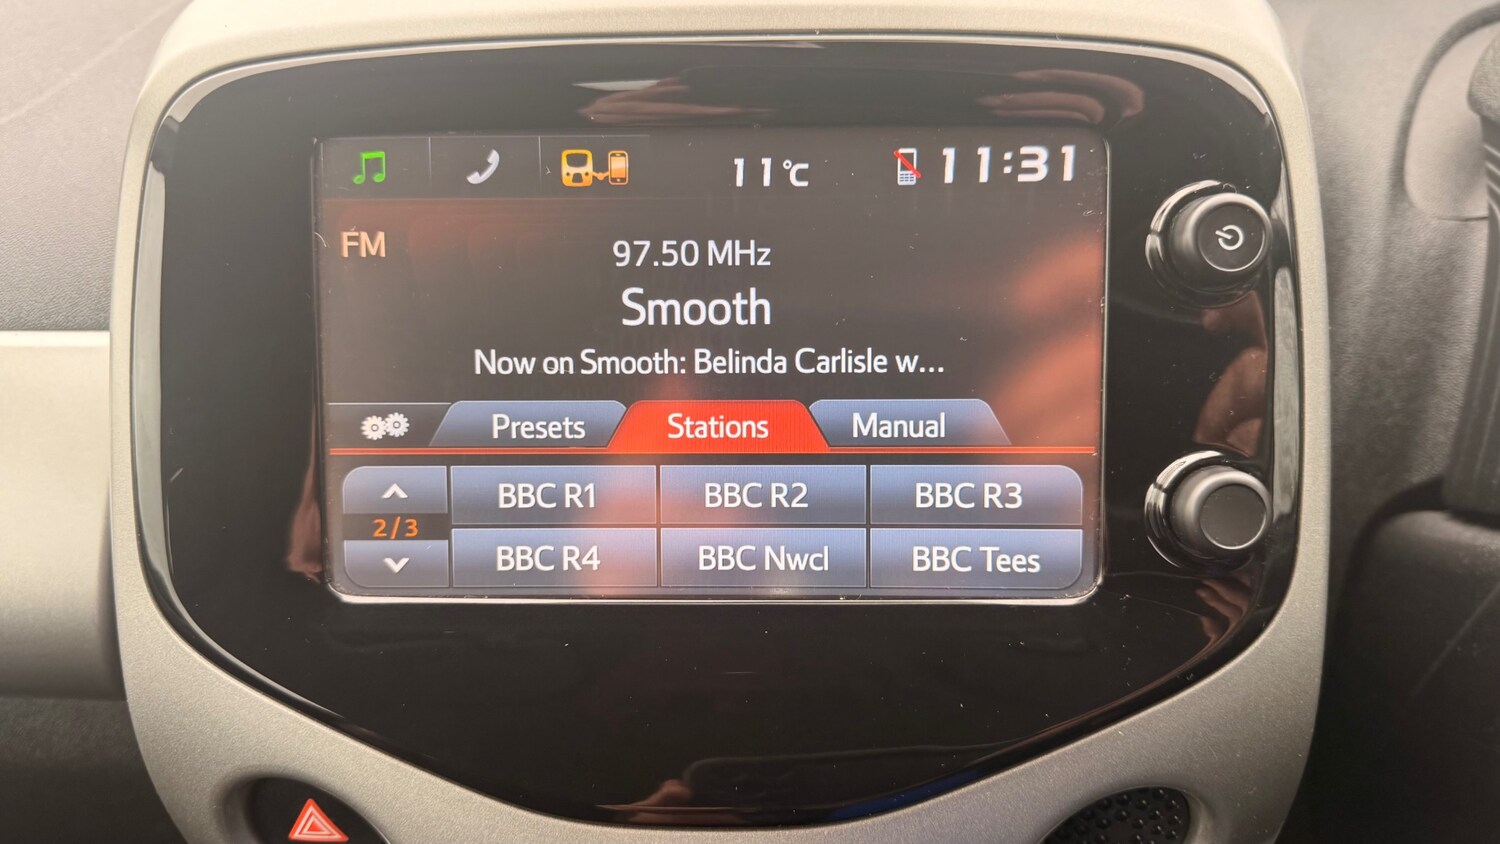 11°C 11:31
FM
97.50 MHz
Smooth
Now on Smooth: Belinda Carlisle w...
Presets Stations Manual
BBC R1 BBC R2 BBC R3
2/3
BBC R4 BBC Nwcl BBC Tees